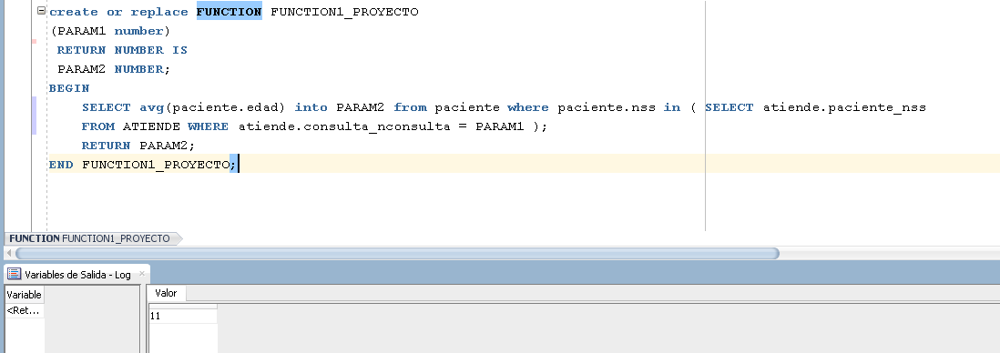 create or replace FUNCTION FUNCTION1_PROYECTO
(PARAM1 number)
RETURN NUMBER IS
PARAM2 NUMBER;
BEGIN
SELECT avg(paciente.edad) into PARAM2 from paciente where paciente.nss in ( SELECT atiende.paciente_nss
FROM ATIENDE WHERE atiende.consulta_nconsulta = PARAM1 );
RETURN PARAM2;
END FUNCTION1_PROYECTO;
FUNCTION FUNCTION1_PROYECTO
Variables de Salida - Log
Variable
<Ret...
Valor
11